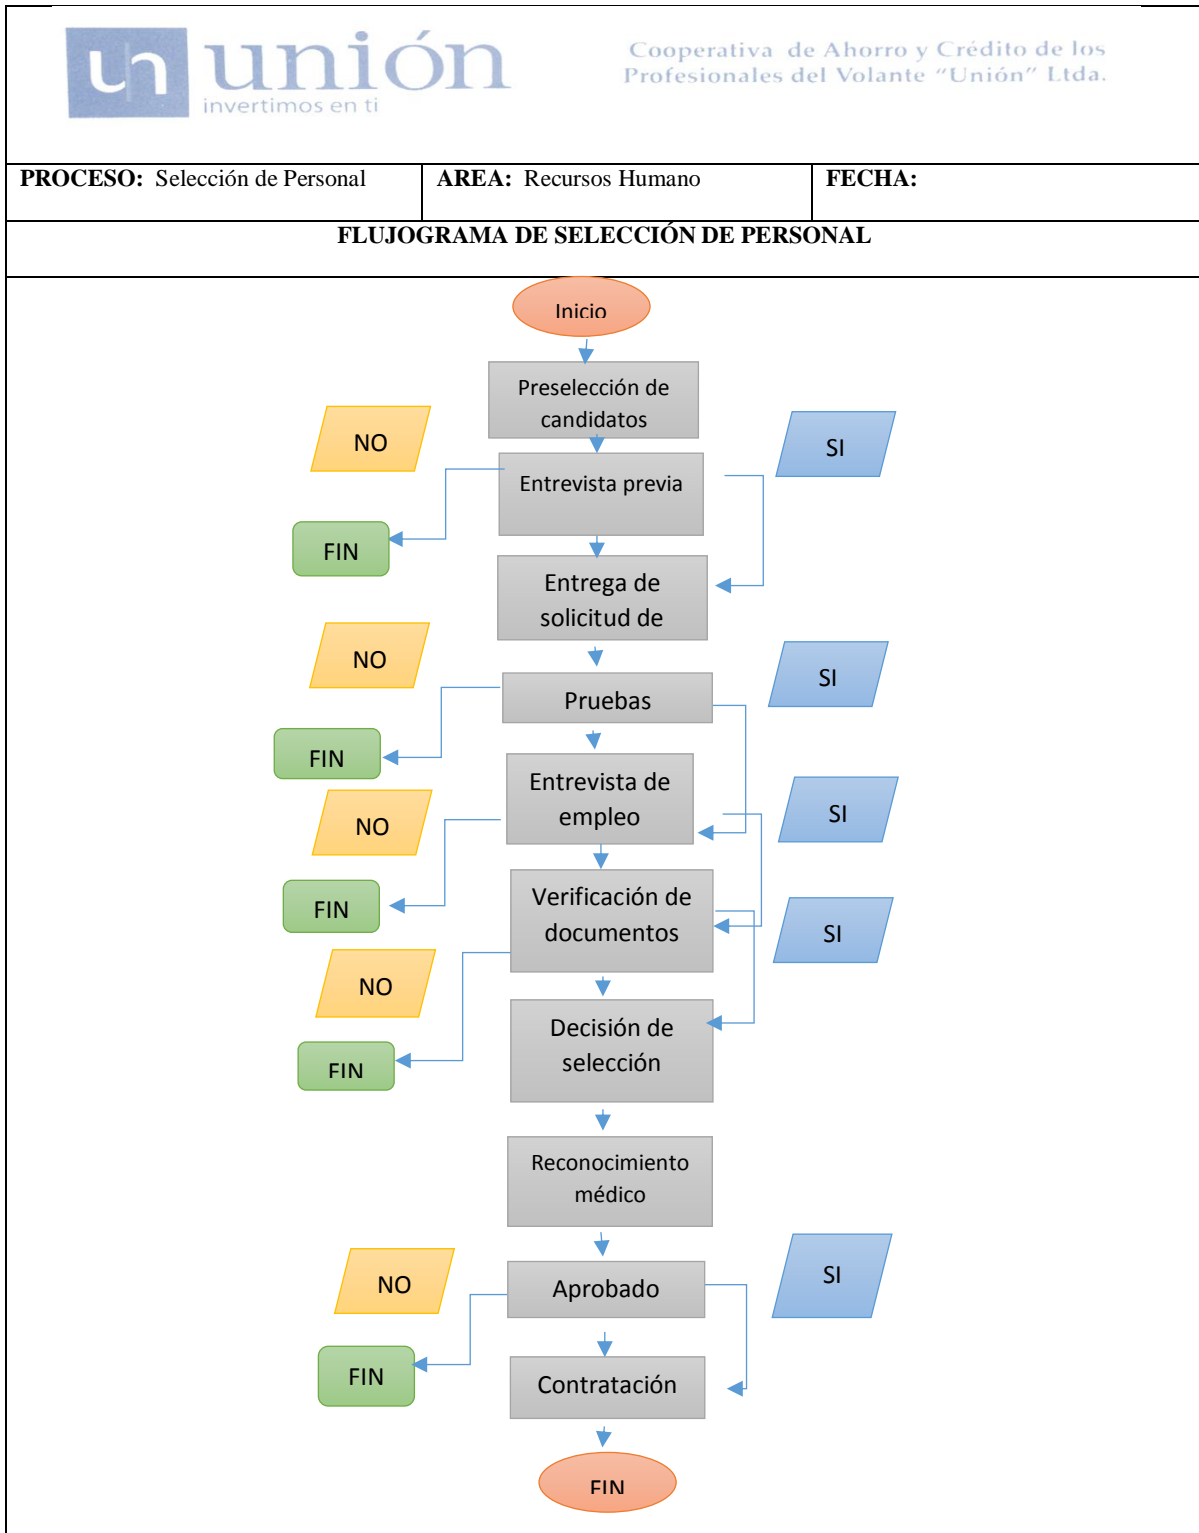 un unión
invertimos en ti
Cooperativa de Ahorro y Crédito de los
Profesionales del Volante “Unión” Ltda.
PROCESO: Selección de Personal
AREA: Recursos Humano
FECHA:
FLUJOGRAMA DE SELECCIÓN DE PERSONAL
Inicio
Preselección de
candidatos
NO
SI
Entrevista previa
FIN
Entrega de
solicitud de
NO
SI
Pruebas
FIN
Entrevista de
empleo
NO
SI
Verificación de
documentos
FIN
SI
NO
Decisión de
selección
FIN
Reconocimiento
médico
NO
SI
Aprobado
FIN
Contratación
FIN